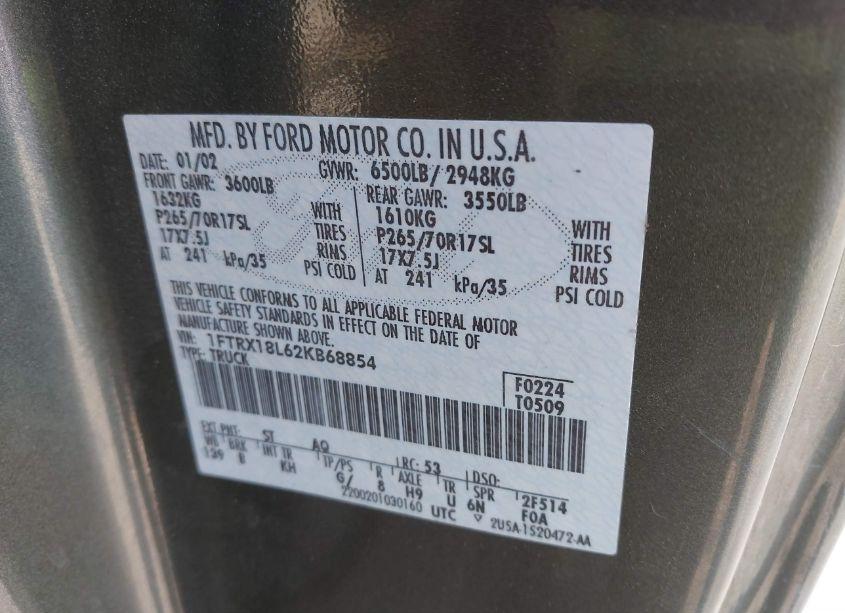 MFD. BY FORD MOTOR CO. IN U.S.A.
DATE: 01/02 GVWR: 6500LB/ 2948KG
FRONT GAWR: 3600LB REAR GAWR: 3550LB
1632KG WITH 1610KG WITH
P265/70R17SL TIRES P265/70R17SL TIRES
17X7.5J RIMS 17X7.5J RIMS
AT 241 kPa/35 PSI COLD AT 241 kPa/35 PSI COLD
THIS VEHICLE CONFORMS TO ALL APPLICABLE FEDERAL MOTOR
VEHICLE SAFETY STANDARDS IN EFFECT ON THE DATE OF
MANUFACTURE SHOWN ABOVE.
VIN: 1FTRX18L62KB68854
TYPE: TRUCK
F0224
T0509
EXT PNT: ST AQ RC: 53 DSO:
WB BRK INT TR TP/PS R AXLE TR SPR 2F514
139 B KH G/ 8 H9 U 6N F0A
2200201030160 UTC ▽ 2USA-1520472-AA